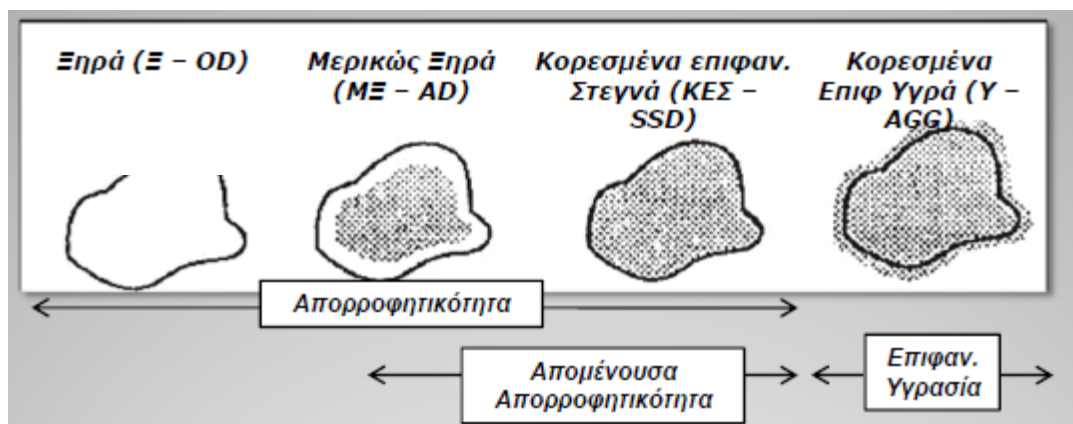 Ξηρά (Ξ – OD)
Μερικώς Ξηρά
(ΜΞ – AD)
Κορεσμένα επιφαν.
Στεγνά (ΚΕΣ –
SSD)
Κορεσμένα
Επιφ Υγρά (Υ –
AGG)
Απορροφητικότητα
Απομένουσα
Απορροφητικότητα
Επιφαν.
Υγρασία